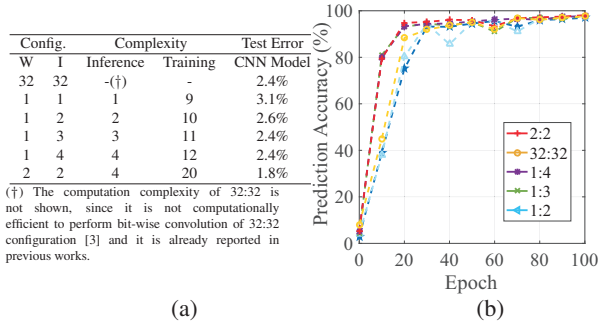 Config. Complexity Test Error
W I Inference Training CNN Model
32 32 -(†) - 2.4%
1 1 1 9 3.1%
1 2 2 10 2.6%
1 3 3 11 2.4%
1 4 4 12 2.4%
2 2 4 20 1.8%
(†) The computation complexity of 32:32 is
not shown, since it is not computationally
efficient to perform bit-wise convolution of 32:32
configuration [3] and it is already reported in
previous works.
(a)
Prediction Accuracy (%)
100
80
60
40
20
0
2:2
32:32
1:4
1:3
1:2
0 20 40 60 80 100
Epoch
(b)